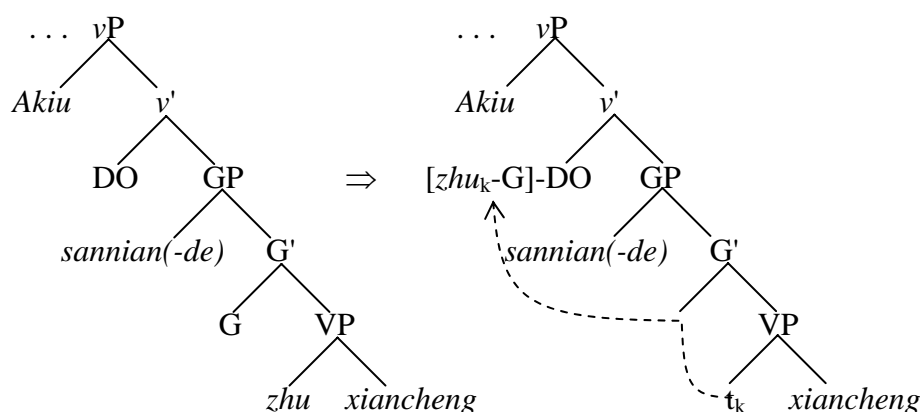 . . . vP . . . vP
Akiu v' Akiu v'
DO GP ⇒ [zhuk-G]-DO GP
sannian(-de) G' sannian(-de) G'
G VP VP
zhu xiancheng tk xiancheng